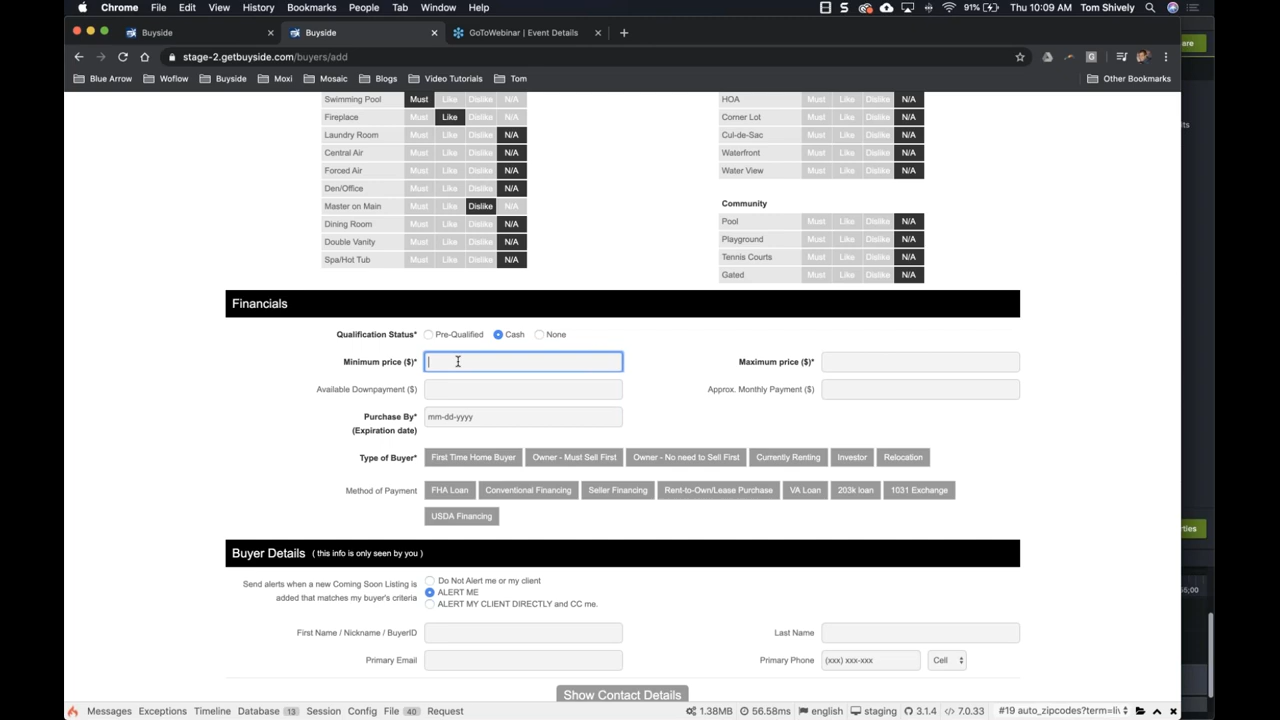 Chrome File Edit View History Bookmarks People Tab Window Help 91% Thu 10:09 AM Tom Shively
Buyside Buyside GoToWebinar | Event Details
stage-2.getbuyside.com/buyers/add
Blue Arrow Woflow Buyside Moxi Mosaic Blogs Video Tutorials Tom Other Bookmarks
Swimming Pool Must Like Dislike N/A HOA Must Like Dislike N/A
Fireplace Must Like Dislike N/A Corner Lot Must Like Dislike N/A
Laundry Room Must Like Dislike N/A Cul-de-Sac Must Like Dislike N/A
Central Air Must Like Dislike N/A Waterfront Must Like Dislike N/A
Forced Air Must Like Dislike N/A Water View Must Like Dislike N/A
Den/Office Must Like Dislike N/A
Master on Main Must Like Dislike N/A Community
Dining Room Must Like Dislike N/A Pool Must Like Dislike N/A
Double Vanity Must Like Dislike N/A Playground Must Like Dislike N/A
Spa/Hot Tub Must Like Dislike N/A Tennis Courts Must Like Dislike N/A
Gated Must Like Dislike N/A
Financials
Qualification Status* Pre-Qualified Cash None
Minimum price ($)* Maximum price ($)*
Available Downpayment ($) Approx. Monthly Payment ($)
Purchase By* mm-dd-yyyy
(Expiration date)
Type of Buyer* First Time Home Buyer Owner - Must Sell First Owner - No need to Sell First Currently Renting Investor Relocation
Method of Payment FHA Loan Conventional Financing Seller Financing Rent-to-Own/Lease Purchase VA Loan 203k loan 1031 Exchange
USDA Financing
Buyer Details ( this info is only seen by you )
Send alerts when a new Coming Soon Listing is added that matches my buyer's criteria
Do Not Alert me or my client
ALERT ME
ALERT MY CLIENT DIRECTLY and CC me.
First Name / Nickname / BuyerID Last Name
Primary Email Primary Phone (xxx) xxx-xxx Cell
Show Contact Details
Messages Exceptions Timeline Database 13 Session Config File 40 Request 1.38MB 56.58ms english staging 3.1.4 7.0.33 #19 auto_zipcodes?term=li